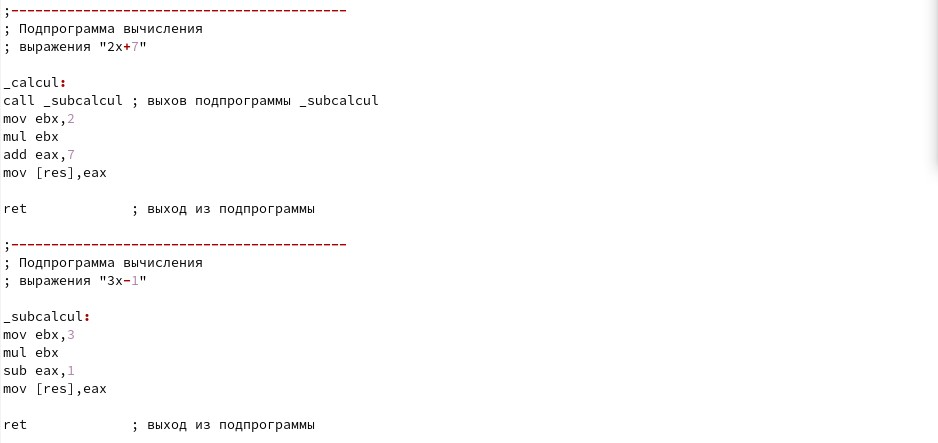 ;------------------------------------------
; Подпрограмма вычисления
; выражения "2x+7"
_calcul:
call _subcalcul ; выхов подпрограммы _subcalcul
mov ebx,2
mul ebx
add eax,7
mov [res],eax
ret ; выход из подпрограммы
;------------------------------------------
; Подпрограмма вычисления
; выражения "3x-1"
_subcalcul:
mov ebx,3
mul ebx
sub eax,1
mov [res],eax
ret ; выход из подпрограммы